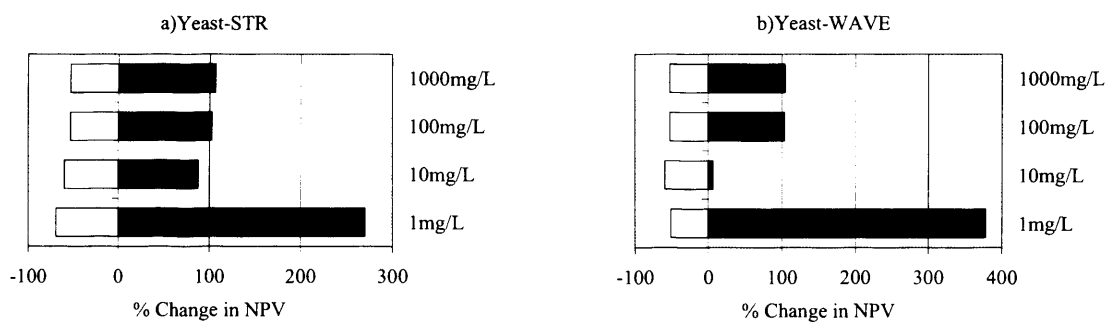 a)Yeast-STR
1000mg/L
100mg/L
10mg/L
1mg/L
-100 0 100 200 300
% Change in NPV
b)Yeast-WAVE
1000mg/L
100mg/L
10mg/L
1mg/L
-100 0 100 200 300 400
% Change in NPV